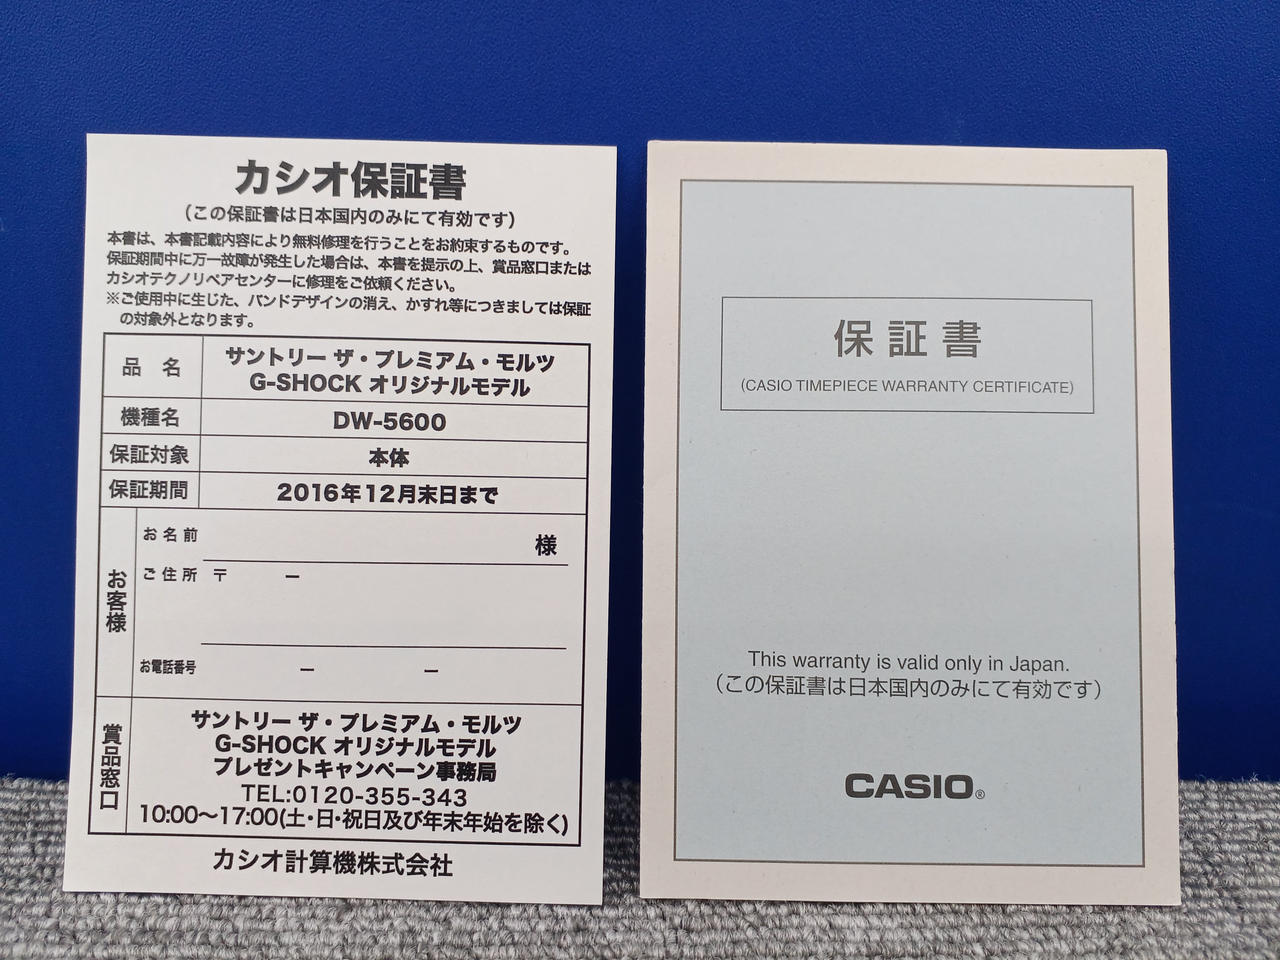 カシオ保証書
(この保証書は日本国内のみにて有効です)
本書は、本書記載内容により無料修理を行うことをお約束するものです。
保証期間中に万一故障が発生した場合は、本書を提示の上、賞品窓口または
カシオテクノリペアセンターに修理をご依頼ください。
※ご使用中に生じた、バンドデザインの消え、かすれ等につきましては保証
の対象外となります。
品 名
サントリー ザ・プレミアム・モルツ
G-SHOCK オリジナルモデル
機種名 DW-5600
保証対象 本体
保証期間 2016年12月末日まで
お客様
お名前 様
ご住所 〒 ー
お電話番号 ー ー
賞品窓口
サントリー ザ・プレミアム・モルツ
G-SHOCK オリジナルモデル
プレゼントキャンペーン事務局
TEL:0120-355-343
10:00〜17:00(土・日・祝日及び年末年始を除く)
カシオ計算機株式会社
保証書
(CASIO TIMEPIECE WARRANTY CERTIFICATE)
This warranty is valid only in Japan.
(この保証書は日本国内のみにて有効です)
CASIO®